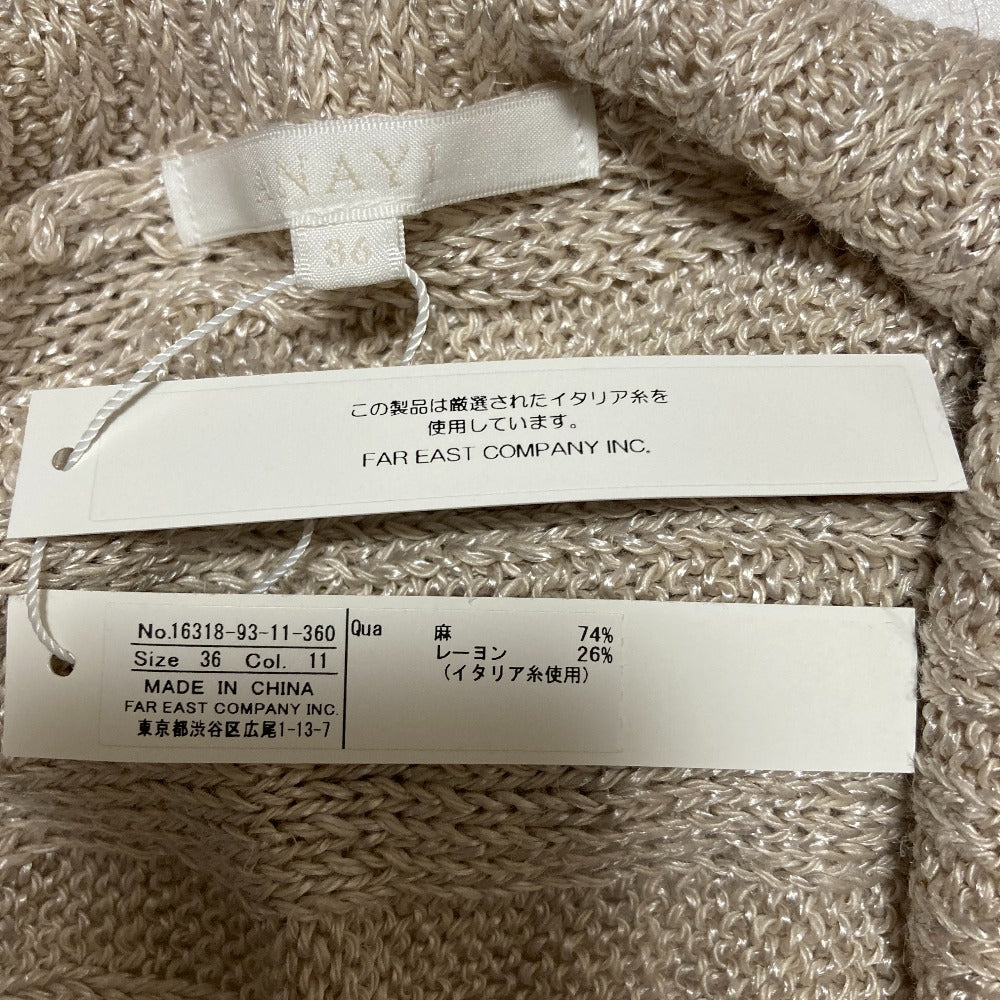 INAYI
36
この製品は厳選されたイタリア糸を
使用しています。
FAR EAST COMPANY INC.
No.16318-93-11-360
Size 36 Col. 11
MADE IN CHINA
FAR EAST COMPANY INC.
東京都渋谷区広尾1-13-7
Qua 麻 74%
レーヨン 26%
(イタリア糸使用)